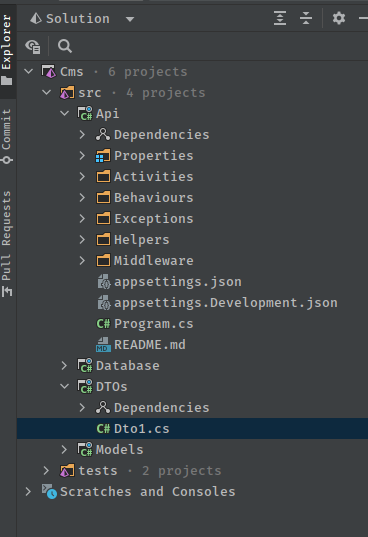 Explorer
Commit
Pull Requests
Solution
Cms · 6 projects
src · 4 projects
C# Api
Dependencies
Properties
Activities
Behaviours
Exceptions
Helpers
Middleware
appsettings.json
appsettings.Development.json
C# Program.cs
MD README.md
C# Database
C# DTOs
Dependencies
C# Dto1.cs
C# Models
tests · 2 projects
Scratches and Consoles